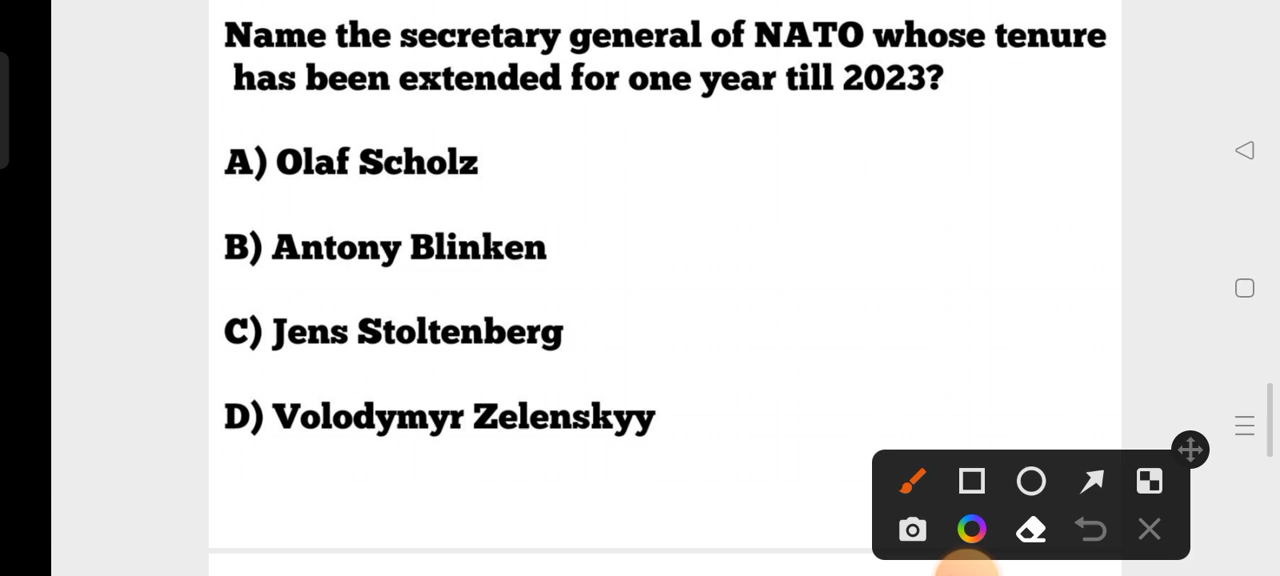 Name the secretary general of NATO whose tenure
has been extended for one year till 2023?
A) Olaf Scholz
B) Antony Blinken
C) Jens Stoltenberg
D) Volodymyr Zelenskyy